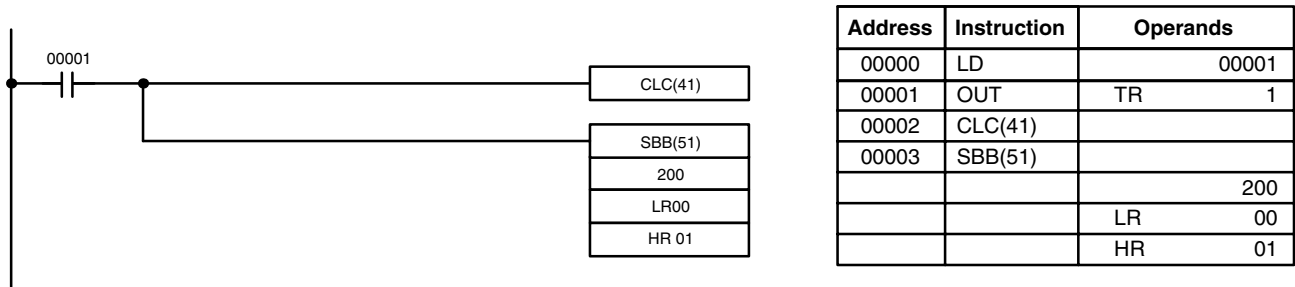 00001
CLC(41)
SBB(51)
200
LR00
HR 01
Address Instruction Operands
00000 LD 00001
00001 OUT TR 1
00002 CLC(41)
00003 SBB(51)
200
LR 00
HR 01